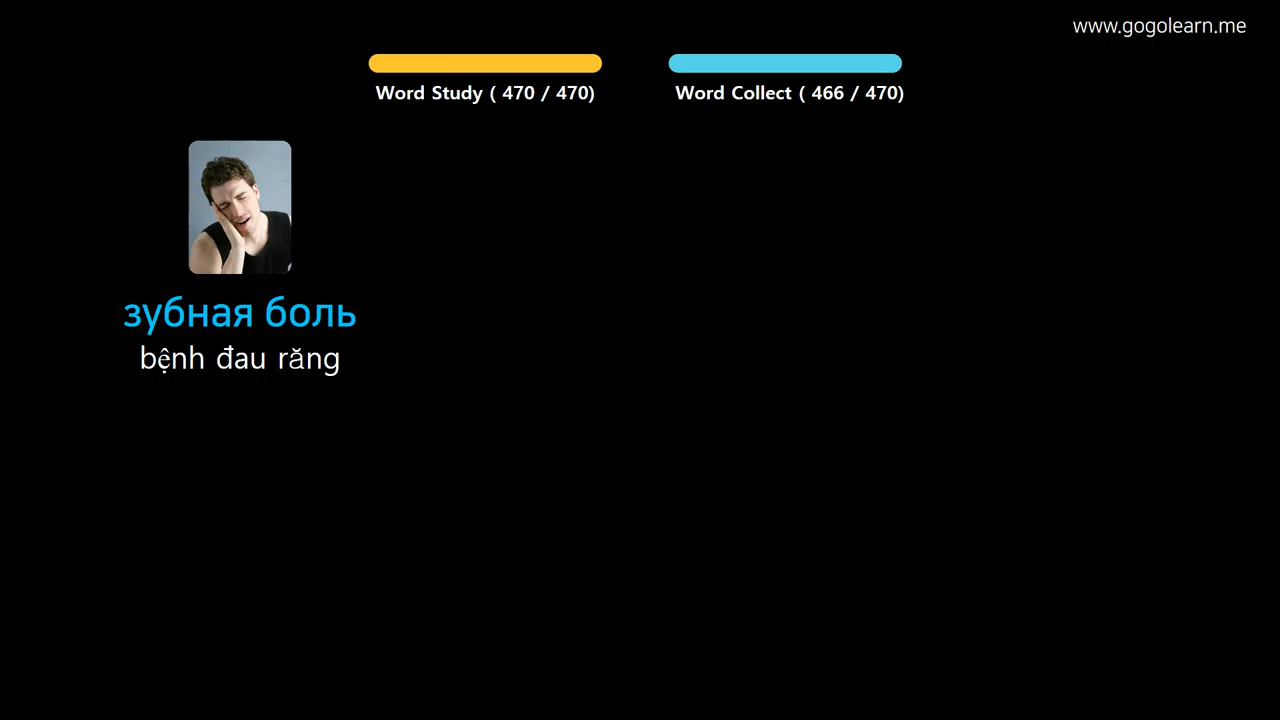 www.gogolearn.me
Word Study ( 470 / 470)
Word Collect ( 466 / 470)
зубная боль
bệnh đau răng